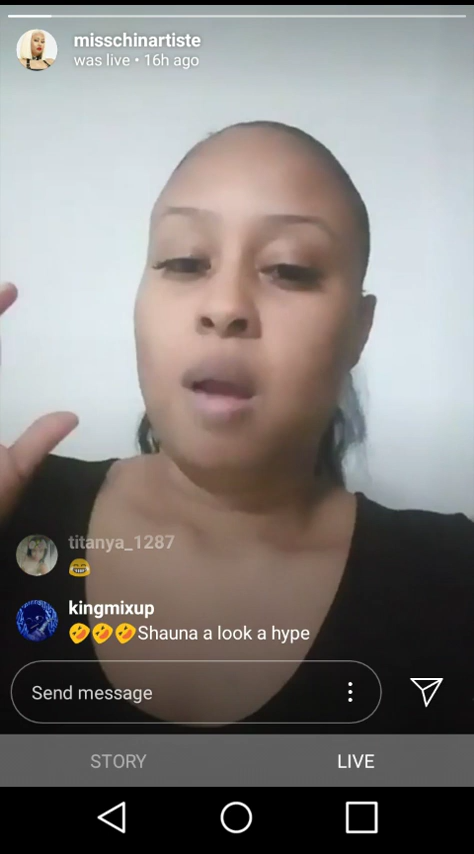 misschinartiste
was live • 16h ago
titanya_1287
😂
kingmixup
🤣🤣🤣Shauna a look a hype
Send message
STORY LIVE